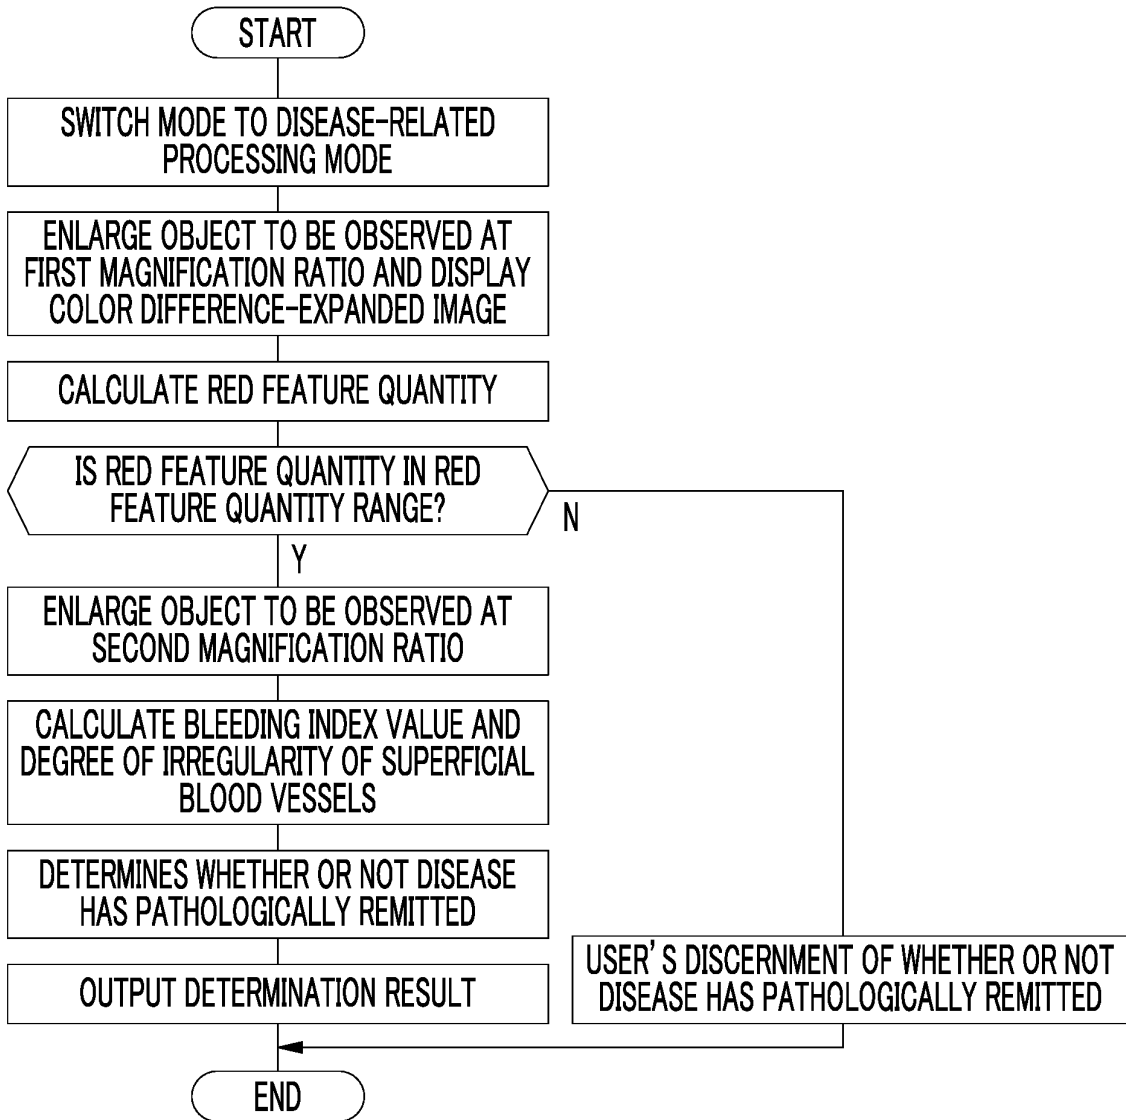 START
SWITCH MODE TO DISEASE-RELATED
PROCESSING MODE
ENLARGE OBJECT TO BE OBSERVED AT
FIRST MAGNIFICATION RATIO AND DISPLAY
COLOR DIFFERENCE-EXPANDED IMAGE
CALCULATE RED FEATURE QUANTITY
IS RED FEATURE QUANTITY IN RED
FEATURE QUANTITY RANGE?
N
Y
ENLARGE OBJECT TO BE OBSERVED AT
SECOND MAGNIFICATION RATIO
CALCULATE BLEEDING INDEX VALUE AND
DEGREE OF IRREGULARITY OF SUPERFICIAL
BLOOD VESSELS
DETERMINES WHETHER OR NOT DISEASE
HAS PATHOLOGICALLY REMITTED
OUTPUT DETERMINATION RESULT
USER'S DISCERNMENT OF WHETHER OR NOT
DISEASE HAS PATHOLOGICALLY REMITTED
END